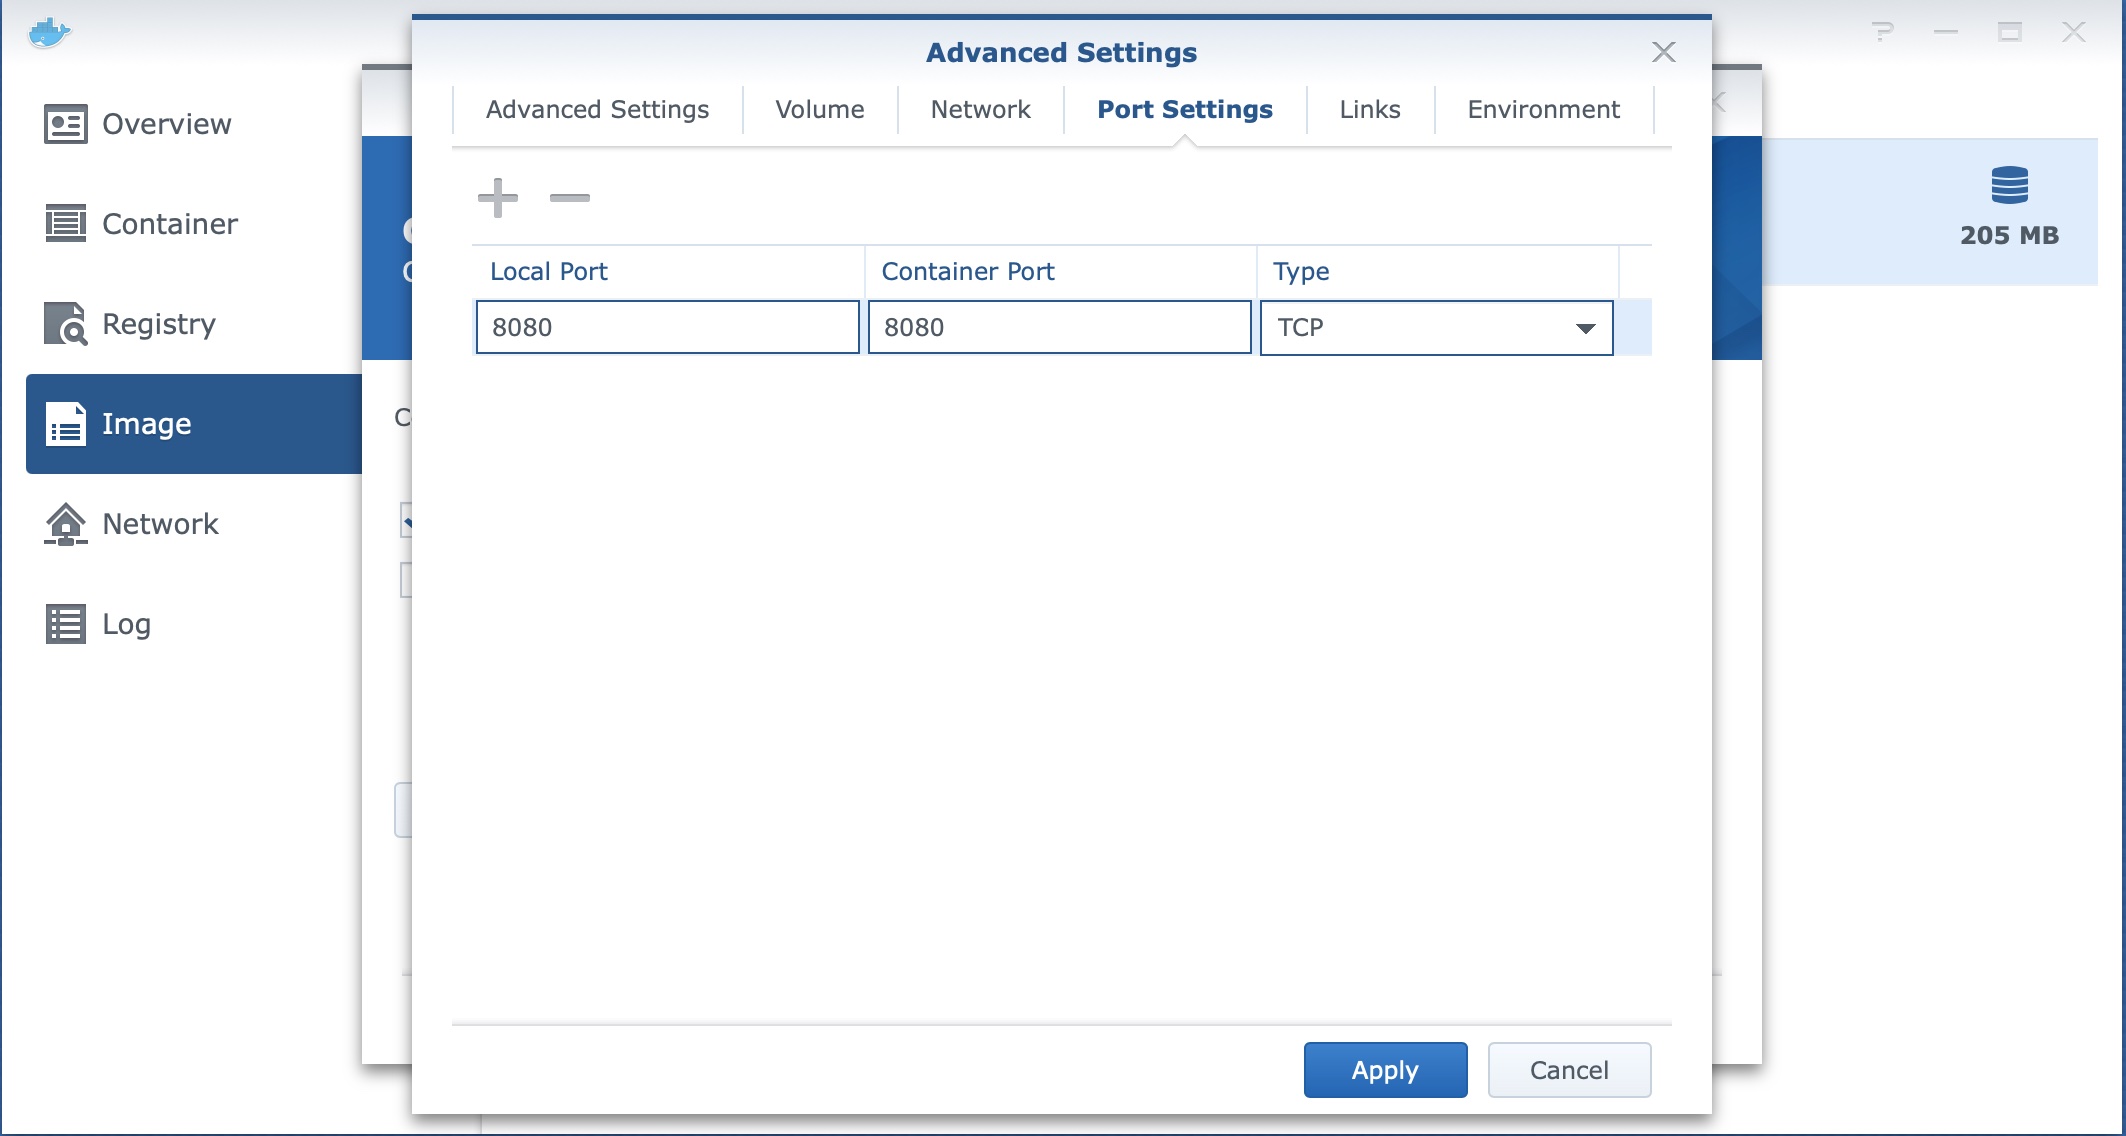 Advanced Settings
Advanced Settings Volume Network Port Settings Links Environment
Overview
Container
Registry
Image
Network
Log
205 MB
Local Port Container Port Type
8080 8080 TCP
Apply Cancel